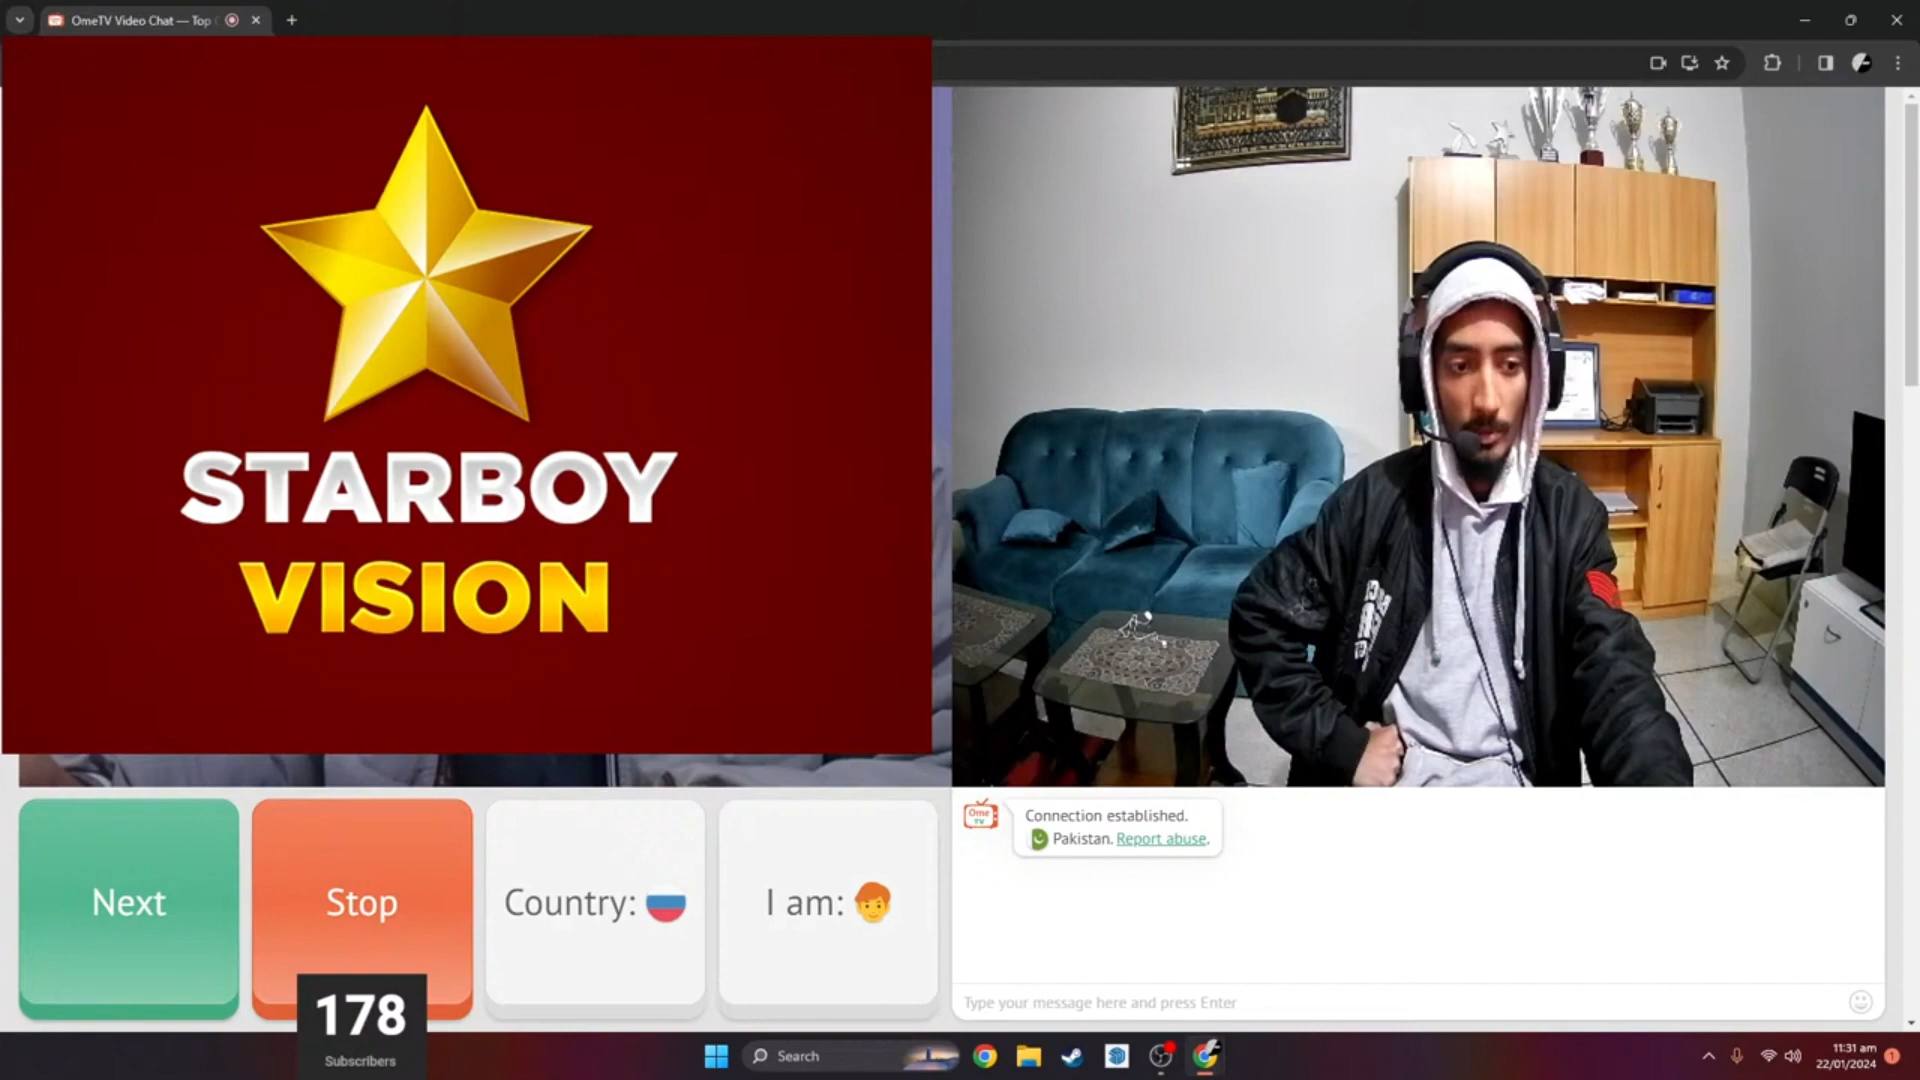 OmeTV Video Chat — Top
STARBOY
VISION
Connection established.
Pakistan. Report abuse.
Next
Stop
Country:
I am:
Type your message here and press Enter
178
Subscribers
Search
11:31 am
22/01/2024
1